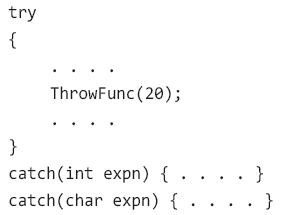 try
{
. . . .
ThrowFunc(20);
. . . .
}
catch(int expn) { . . . . }
catch(char expn) { . . . . }